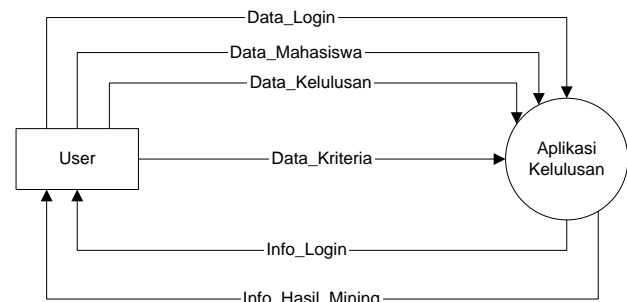 Data_Login
Data_Mahasiswa
Data_Kelulusan
User
Data_Kriteria
Aplikasi
Kelulusan
Info_Login
Info_Hasil_Mining